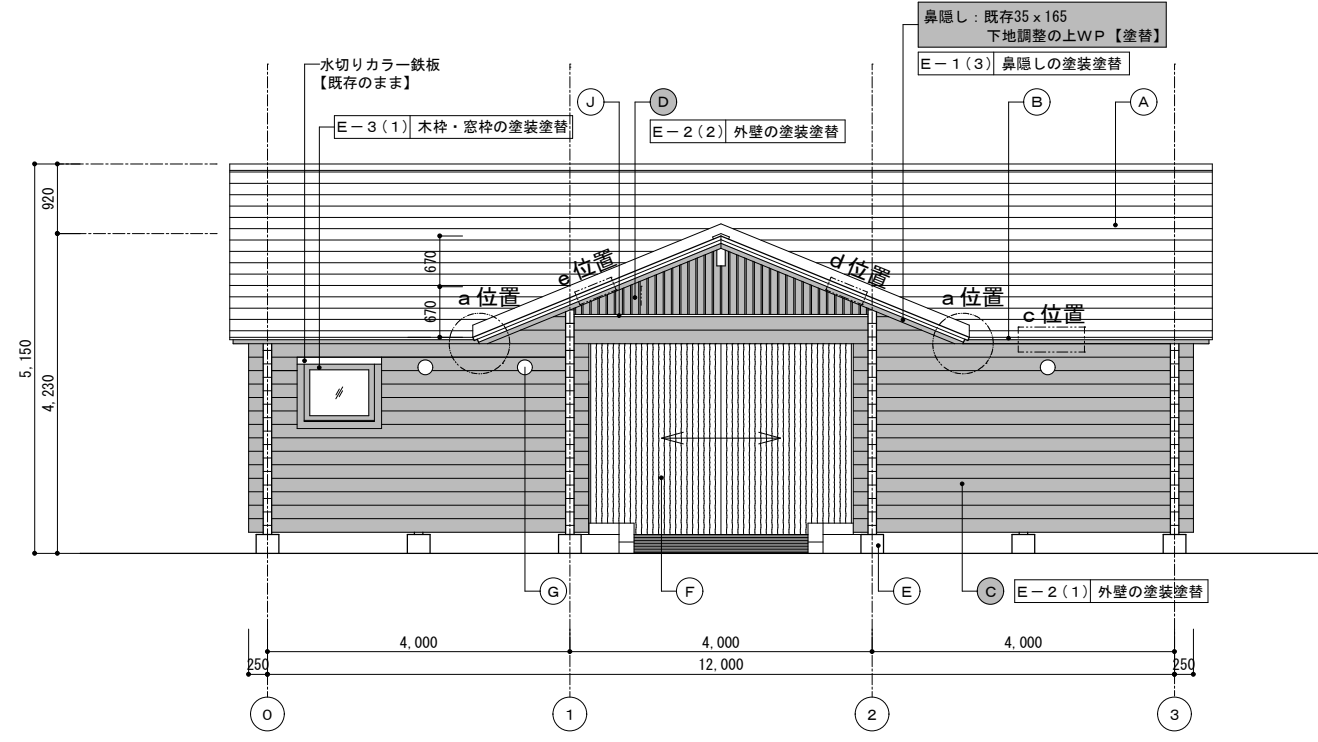 鼻隠し：既存35ｘ165
下地調整の上ＷＰ【塗替】
Ｅ－１(３) 鼻隠しの塗装塗替
水切りカラー鉄板
【既存のまま】
Ｅ－３(１) 木枠・窓枠の塗装塗替
Ｊ
Ｄ
Ｅ－２(２) 外壁の塗装塗替
Ｂ
Ａ
920
670
670
5,150
4,230
ｅ位置
ｄ位置
ａ位置
ａ位置
ｃ位置
Ｇ
Ｆ
Ｅ
Ｃ
Ｅ－２(１) 外壁の塗装塗替
4,000
4,000
4,000
250
12,000
250
０
１
２
３